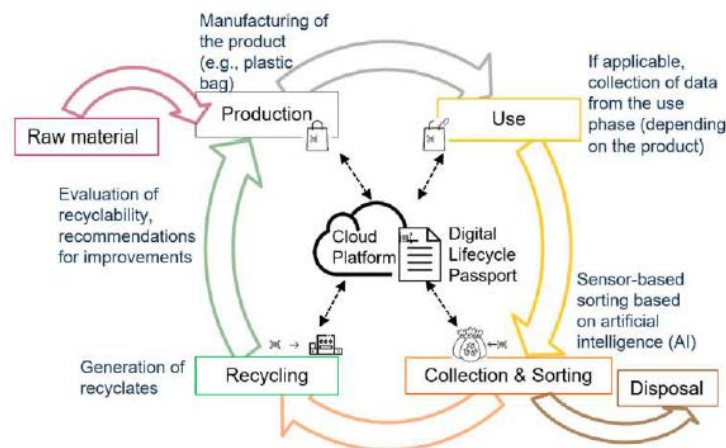 Manufacturing of
the product
(e.g., plastic
bag)
Production
Raw material
If applicable,
collection of data
from the use
phase (depending
on the product)
Use
Evaluation of
recyclability,
recommendations
for improvements
Cloud
Platform
Digital
Lifecycle
Passport
Sensor-based
sorting based
on artificial
intelligence (AI)
Generation of
recyclates
Recycling
Collection & Sorting
Disposal